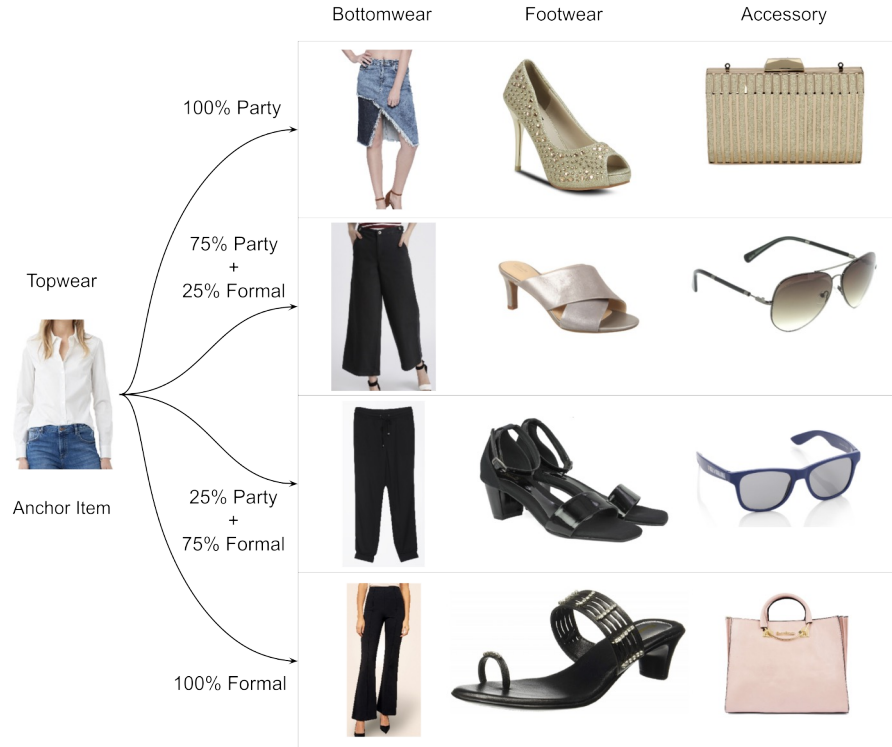 Bottomwear
Footwear
Accessory
100% Party
75% Party
+
25% Formal
Topwear
25% Party
+
75% Formal
Anchor Item
100% Formal